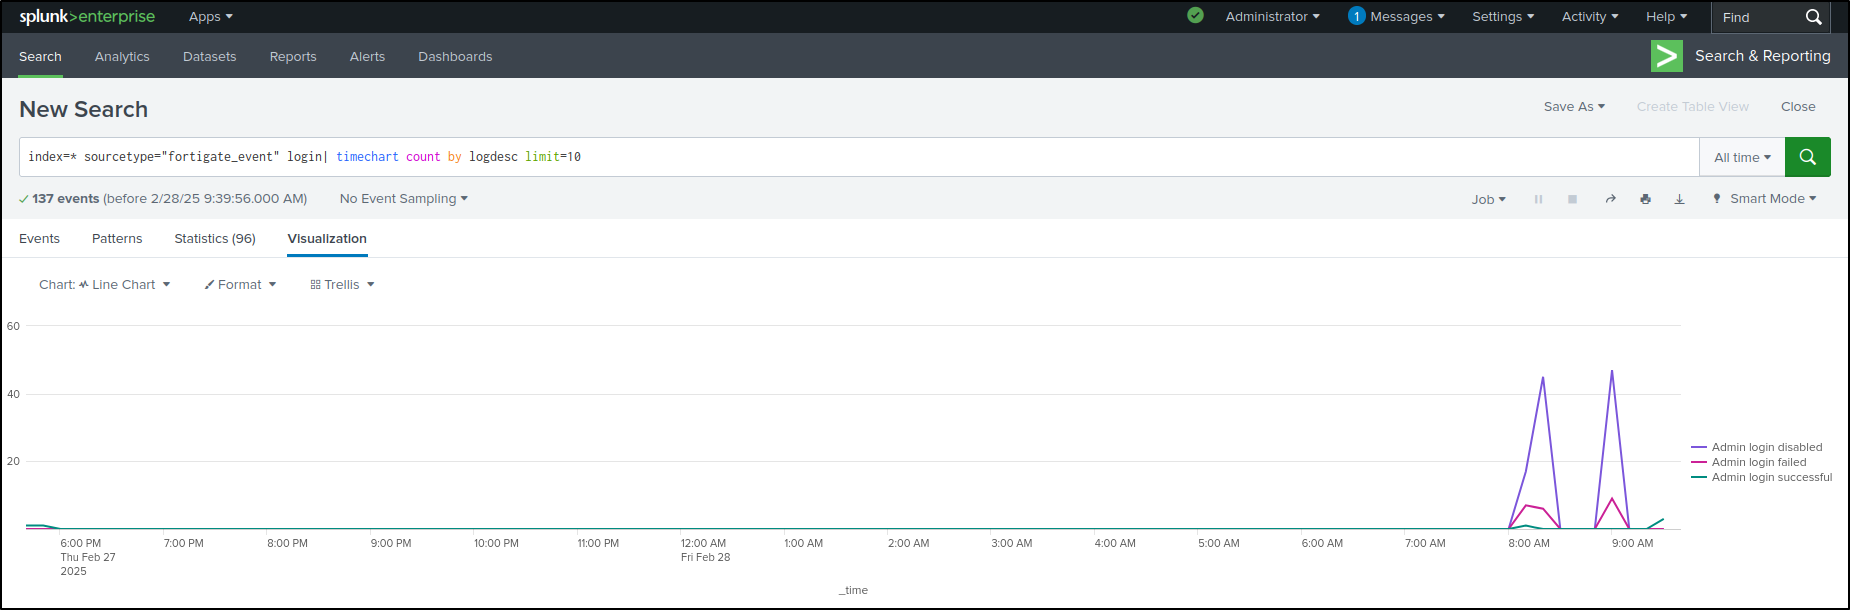 splunk>enterprise Apps Administrator 1 Messages Settings Activity Help Find
Search Analytics Datasets Reports Alerts Dashboards Search & Reporting
New Search Save As Create Table View Close
index=* sourcetype="fortigate_event" login| timechart count by logdesc limit=10 All time
137 events (before 2/28/25 9:39:56.000 AM) No Event Sampling Job Smart Mode
Events Patterns Statistics (96) Visualization
Chart: Line Chart Format Trellis
60
40
20
Admin login disabled
Admin login failed
Admin login successful
6:00 PM 7:00 PM 8:00 PM 9:00 PM 10:00 PM 11:00 PM 12:00 AM 1:00 AM 2:00 AM 3:00 AM 4:00 AM 5:00 AM 6:00 AM 7:00 AM 8:00 AM 9:00 AM
Thu Feb 27 Fri Feb 28
2025
_time